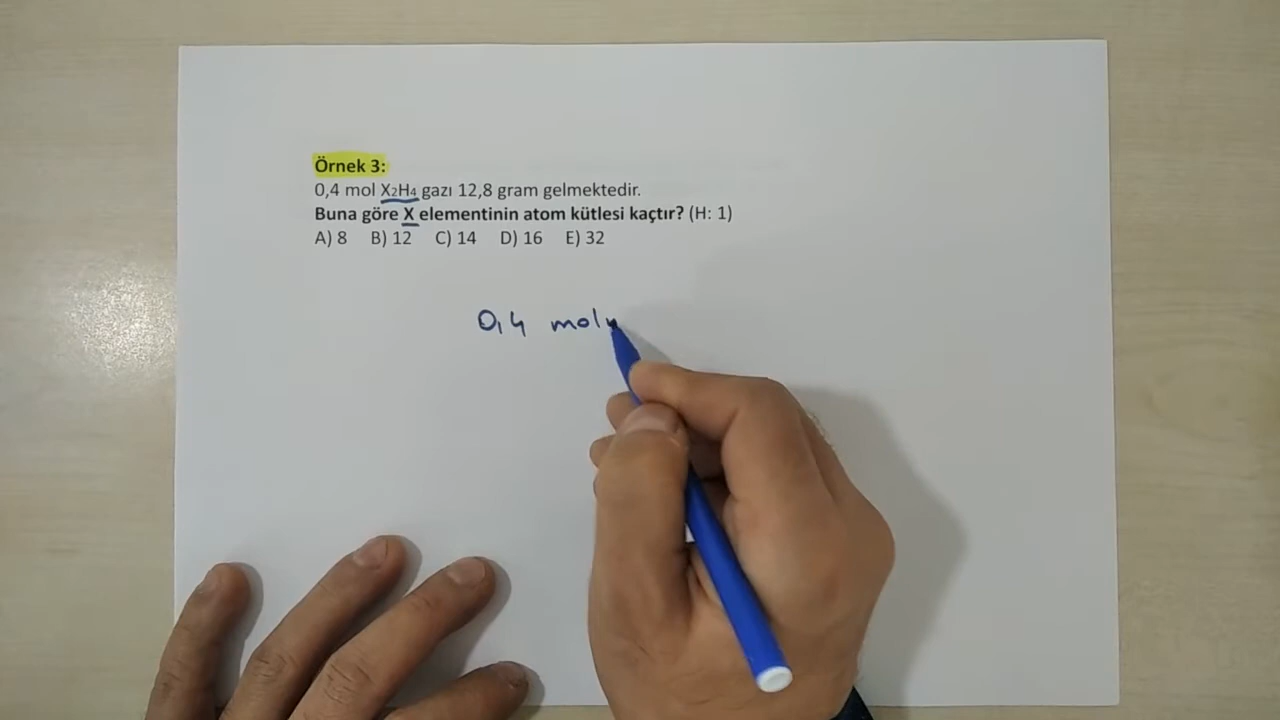 Örnek 3:
0,4 mol X₂H₄ gazı 12,8 gram gelmektedir.
Buna göre X elementinin atom kütlesi kaçtır? (H: 1)
A) 8 B) 12 C) 14 D) 16 E) 32
0,4 molu